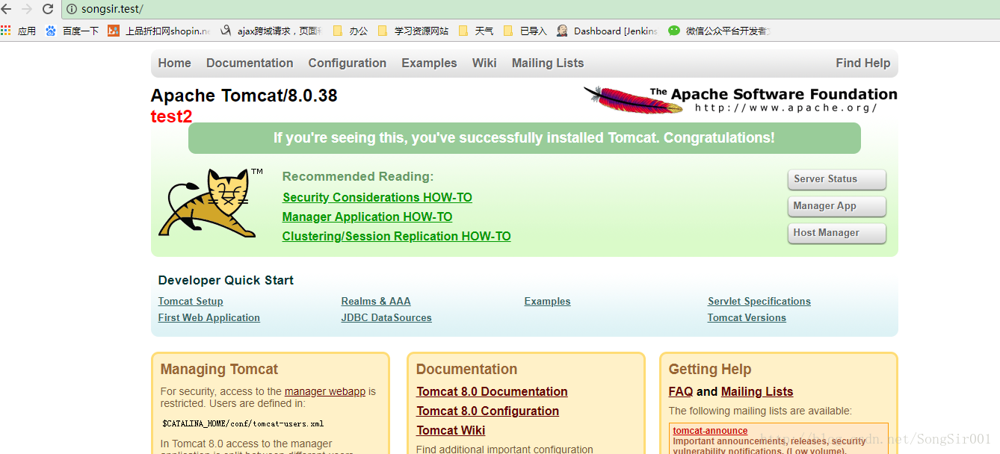 songsir.test/
应用 百度一下 上品折扣网shopin.ne ajax跨域请求，页面 办公 学习资源网站 天气 已导入 Dashboard [Jenkins 微信公众平台开发者
Home Documentation Configuration Examples Wiki Mailing Lists Find Help
Apache Tomcat/8.0.38
The Apache Software Foundation
http://www.apache.org/
test2
If you're seeing this, you've successfully installed Tomcat. Congratulations!
TM
Recommended Reading:
Security Considerations HOW-TO
Manager Application HOW-TO
Clustering/Session Replication HOW-TO
Server Status
Manager App
Host Manager
Developer Quick Start
Tomcat Setup Realms & AAA Examples Servlet Specifications
First Web Application JDBC DataSources Tomcat Versions
Managing Tomcat
For security, access to the manager webapp is
restricted. Users are defined in:
$CATALINA_HOME/conf/tomcat-users.xml
In Tomcat 8.0 access to the manager
application is split between different users.
Documentation
Tomcat 8.0 Documentation
Tomcat 8.0 Configuration
Tomcat Wiki
Find additional important configuration
Getting Help
FAQ and Mailing Lists
The following mailing lists are available:
tomcat-announce
Important announcements, releases, security
vulnerability notifications. (Low volume).
http://blog.csdn.net/SongSir001